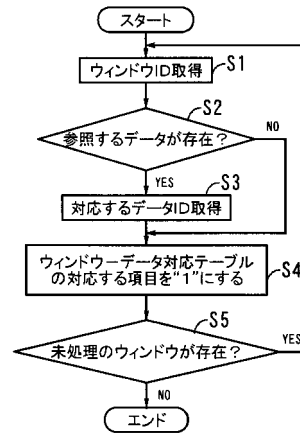 スタート
ウィンドウID取得
S1
S2
参照するデータが存在?
NO
YES
S3
対応するデータID取得
ウィンドウーデータ対応テーブル
の対応する項目を“1”にする
S4
S5
未処理のウィンドウが存在?
YES
NO
エンド